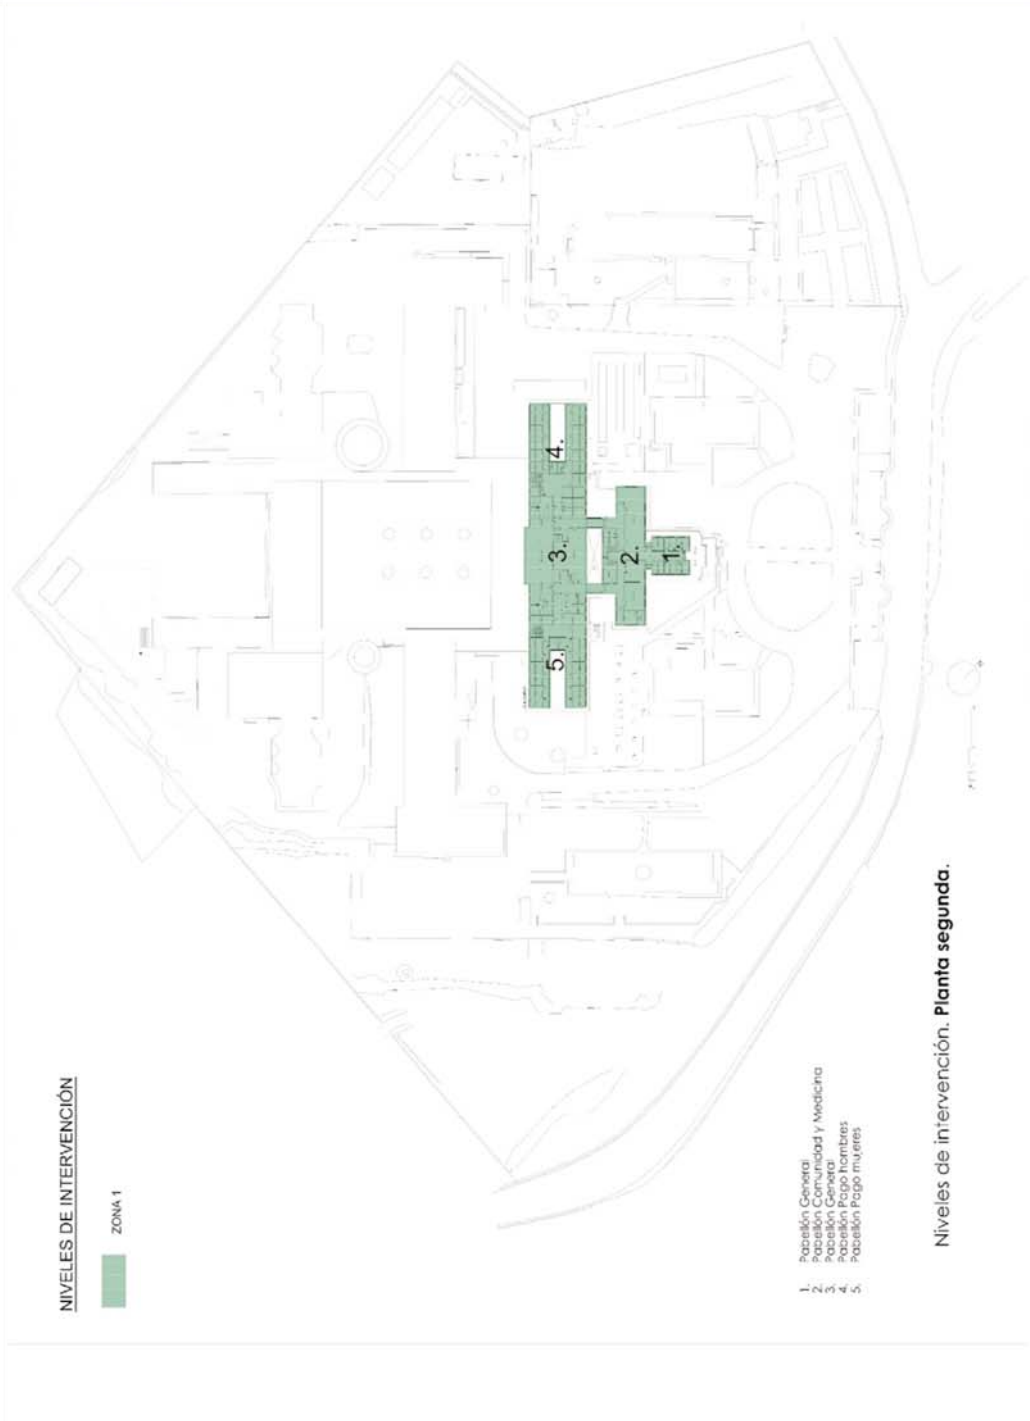 NIVELES DE INTERVENCIÓN
ZONA 1
4.
3.
2.
1.
5.
1. Pabellón General
2. Pabellón Comunidad y Medicina
3. Pabellón General
4. Pabellón Pago hombres
5. Pabellón Pago mujeres
Niveles de intervención. Planta segunda.